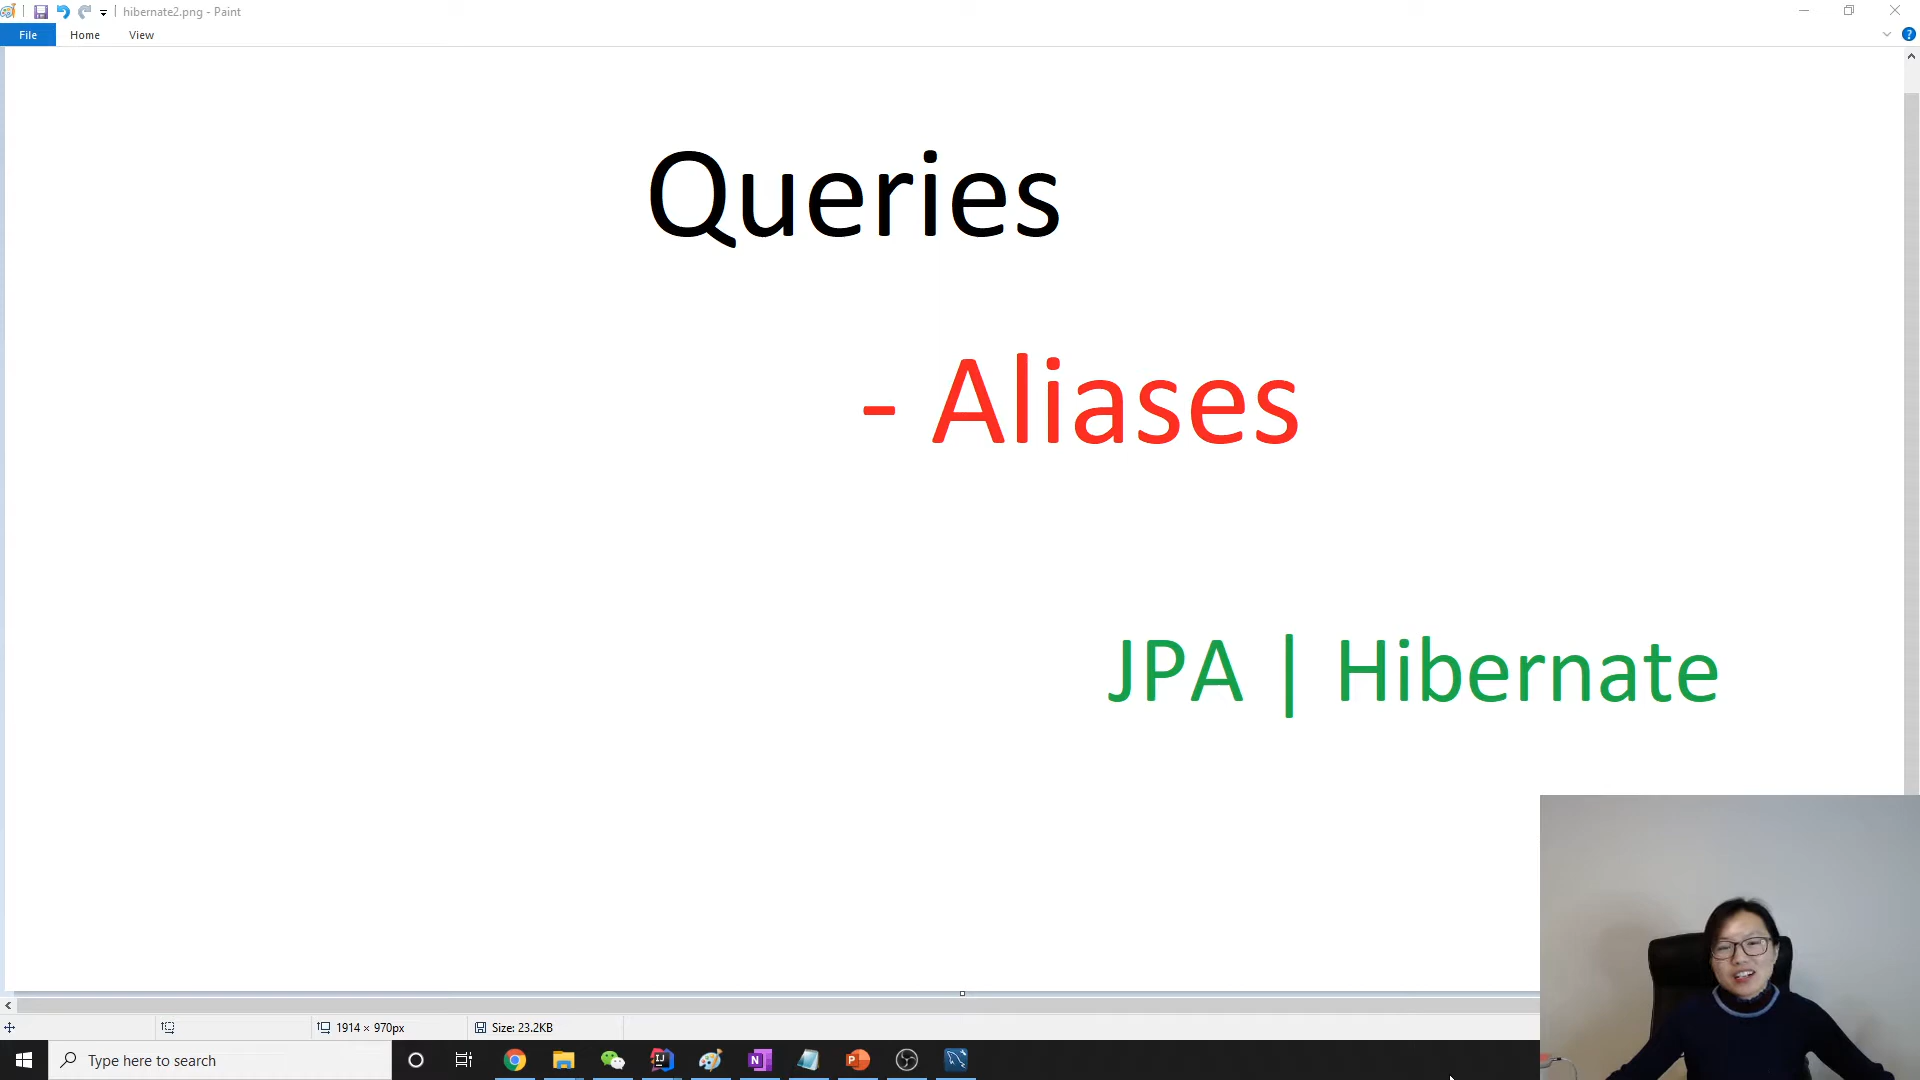 hibernate2.png - Paint
File Home View
Queries
- Aliases
JPA | Hibernate
1914 × 970px
Size: 23.2KB
Type here to search